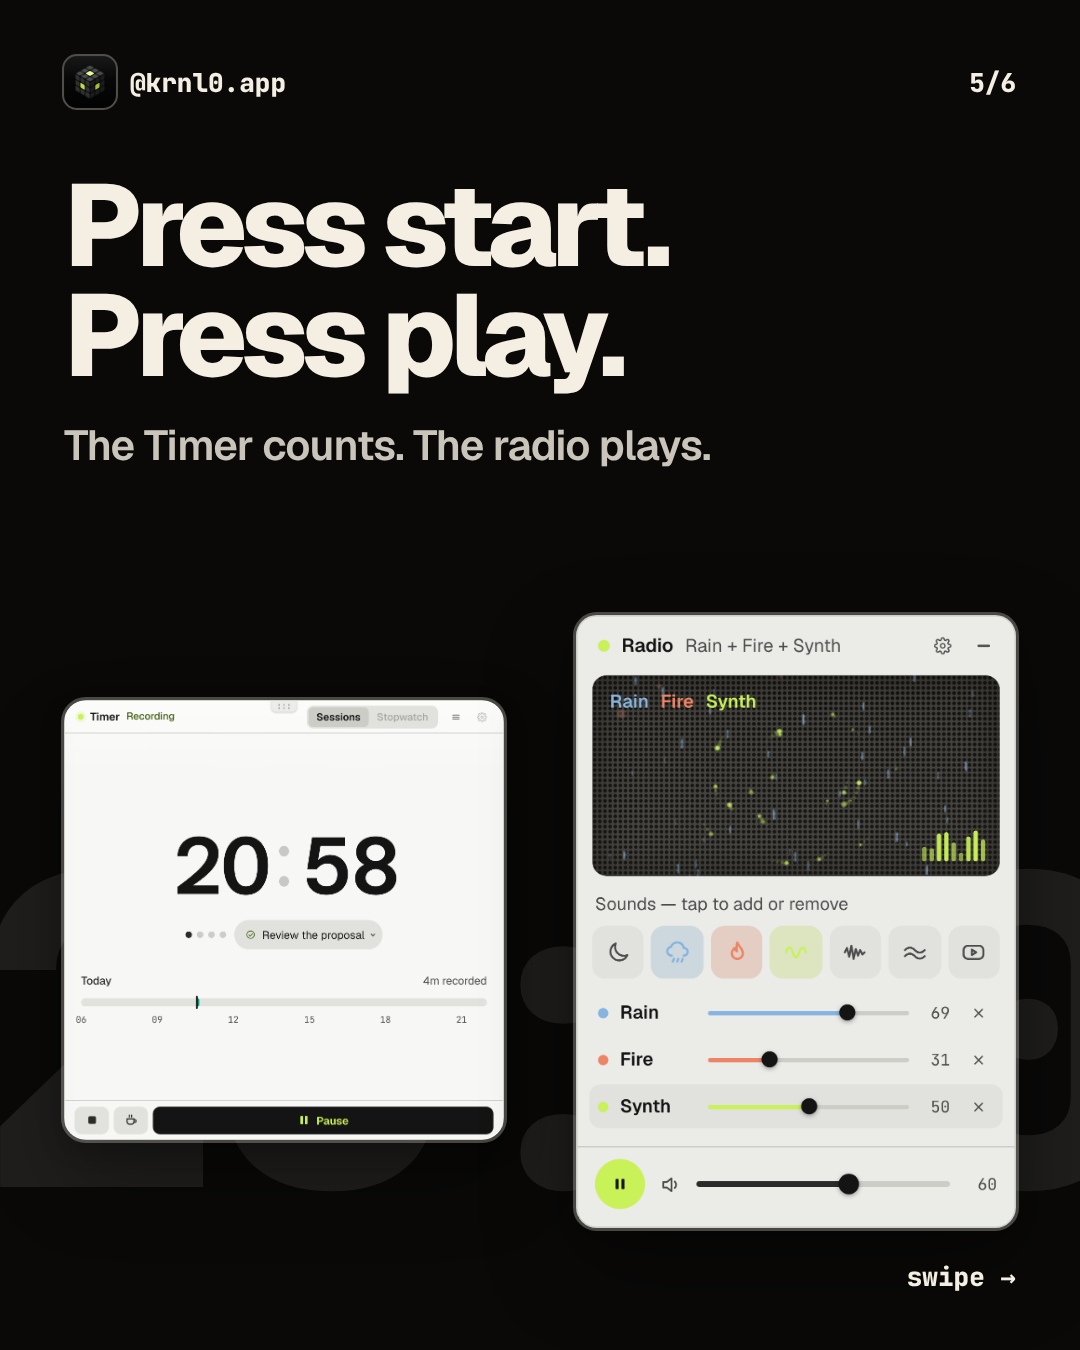 @krnl0.app
5/6
Press start.
Press play.
The Timer counts. The radio plays.
Timer Recording
Sessions Stopwatch
20:58
Review the proposal
Today
4m recorded
06 09 12 15 18 21
Pause
Radio Rain + Fire + Synth
Rain Fire Synth
Sounds — tap to add or remove
Rain 69 ×
Fire 31 ×
Synth 50 ×
60
swipe →